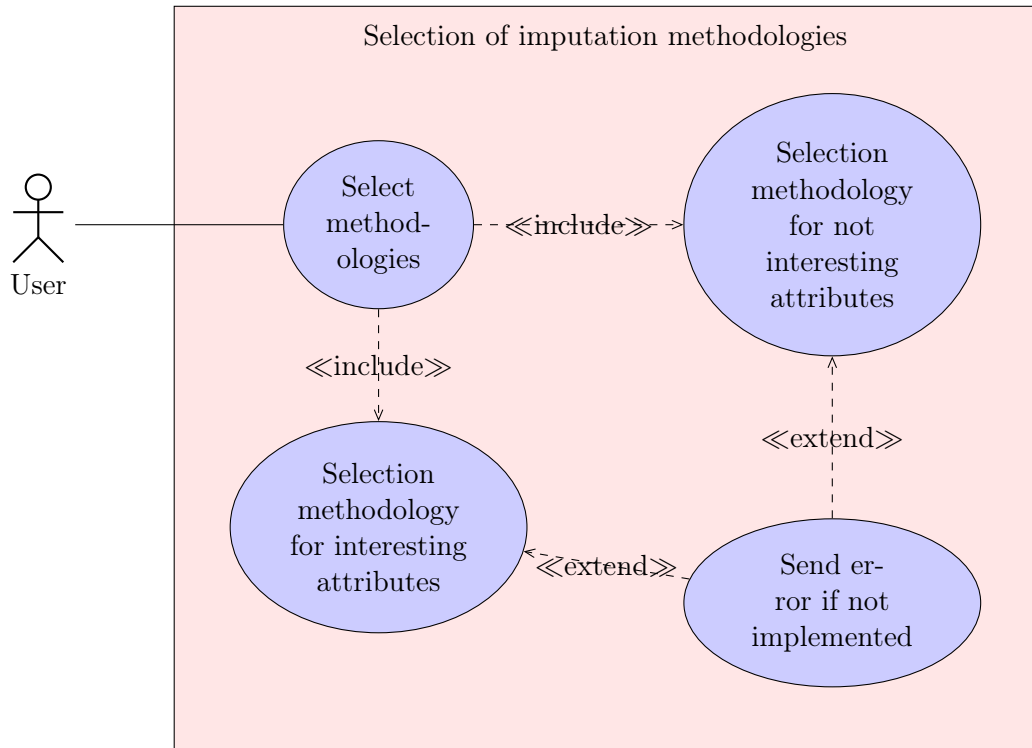 Selection of imputation methodologies
Select
method-
ologies
Selection
methodology
for not
interesting
attributes
≪include≫
User
≪include≫
≪extend≫
Selection
methodology
for interesting
attributes
≪extend≫
Send er-
ror if not
implemented